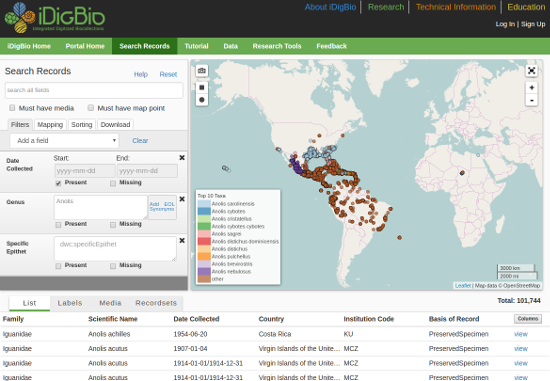 About iDigBio | Research | Technical Information | Education
iDigBio
Integrated Digitized Biocollections
Log In | Sign Up
iDigBio Home Portal Home Search Records Tutorial Data Research Tools Feedback
Search Records Help Reset
search all fields
Must have media Must have map point
Filters Mapping Sorting Download
Add a field Clear
Date Collected Start: End:
yyyy-mm-dd yyyy-mm-dd
Present Missing
Genus Anolis Add EOL Synonyms
Present Missing
Specific Epithet dwc:specificEpithet
Present Missing
+
-
Top 10 Taxa
Anolis carolinensis
Anolis cybotes
Anolis cristatellus
Anolis cybotes cybotes
Anolis sagrei
Anolis distichus dominicensis
Anolis distichus
Anolis pulchellus
Anolis brevirostris
Anolis nebulosus
other
3000 km
2000 mi
Leaflet | Map data © OpenStreetMap
List Labels Media Recordsets Total: 101,744
Family Scientific Name Date Collected Country Institution Code Basis of Record Columns
Iguanidae Anolis achilles 1954-06-20 Costa Rica KU PreservedSpecimen view
Iguanidae Anolis acutus 1907-01-04 Virgin Islands of the Unite... MCZ PreservedSpecimen view
Iguanidae Anolis acutus 1914-01-01/1914-12-31 Virgin Islands of the Unite... MCZ PreservedSpecimen view
Iguanidae Anolis acutus 1914-01-01/1914-12-31 Virgin Islands of the Unite... MCZ PreservedSpecimen view